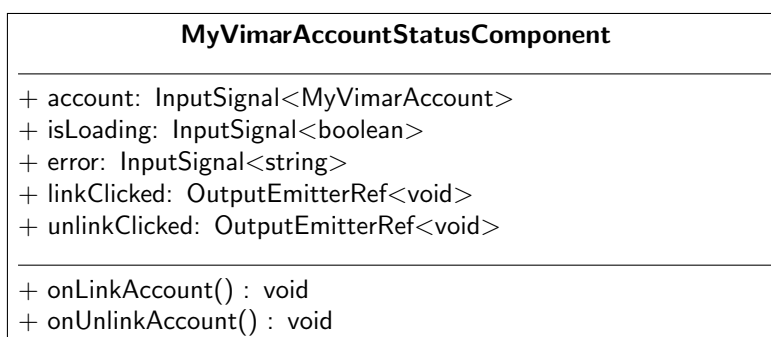 MyVimarAccountStatusComponent
+ account: InputSignal<MyVimarAccount>
+ isLoading: InputSignal<boolean>
+ error: InputSignal<string>
+ linkClicked: OutputEmitterRef<void>
+ unlinkClicked: OutputEmitterRef<void>
+ onLinkAccount() : void
+ onUnlinkAccount() : void